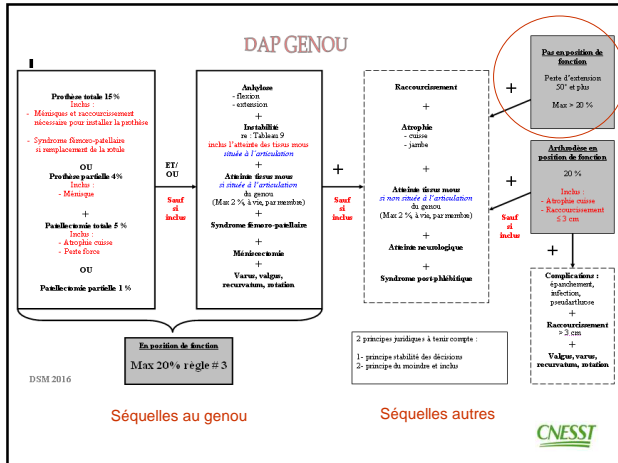 DAP GENOU
Prothèse totale 15 %
Inclus :
- Ménisques et raccourcissement
nécessaire pour installer la prothèse
- Syndrome fémoro-patellaire
si remplacement de la rotule
OU
Prothèse partielle 4%
Inclus :
- Ménisque
+
Patellectomie totale 5 %
Inclus :
- Atrophie cuisse
- Perte force
OU
Patellectomie partielle 1 %
ET/
OU
Sauf
si
inclus
Ankylose
- flexion
- extension
+
Instabilité
re : Tableau 9
inclut l'atteinte des tissus mous
située à l'articulation
+
Atteinte tissus mous
si située à l'articulation
du genou
(Max 2 %, à vie, par membre)
+
Syndrome fémoro-patellaire
+
Méniscectomie
+
Varus, valgus,
recurvatum, rotation
+
Sauf
si
inclus
Raccourcissement
+
Atrophie
- cuisse
- jambe
+
Atteinte tissu mous
si non située à l'articulation
du genou
(Max 2 %, à vie, par membre)
+
Atteinte neurologique
+
Syndrome post-phlébitique
+
+
Sauf
si
inclus
Pas en position de
fonction
Perte d'extension
50° et plus
Max > 20 %
Arthrodèse en
position de fonction
20 %
Inclus :
- Atrophie cuisse
- Raccourcissement
≤ 3 cm
+
Complications :
épanchement,
infection,
pseudarthrose
+
Raccourcissement
> 3 cm
+
Valgus, varus,
recurvatum, rotation
En position de fonction
Max 20% règle # 3
2 principes juridiques à tenir compte :
1- principe stabilité des décisions
2- principe du moindre et inclus
DSM 2016
Séquelles au genou
Séquelles autres
CNESST